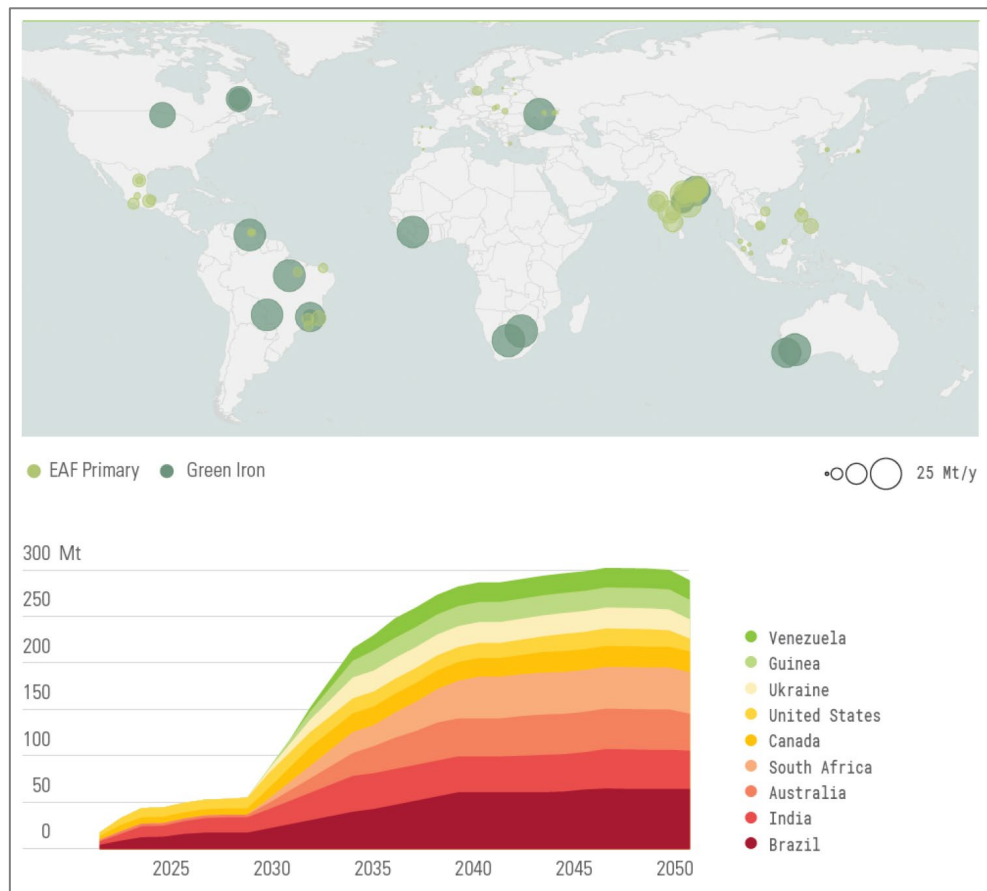 EAF Primary Green Iron 25 Mt/y
300 Mt
250
200
150
100
50
0
2025 2030 2035 2040 2045 2050
Venezuela
Guinea
Ukraine
United States
Canada
South Africa
Australia
India
Brazil